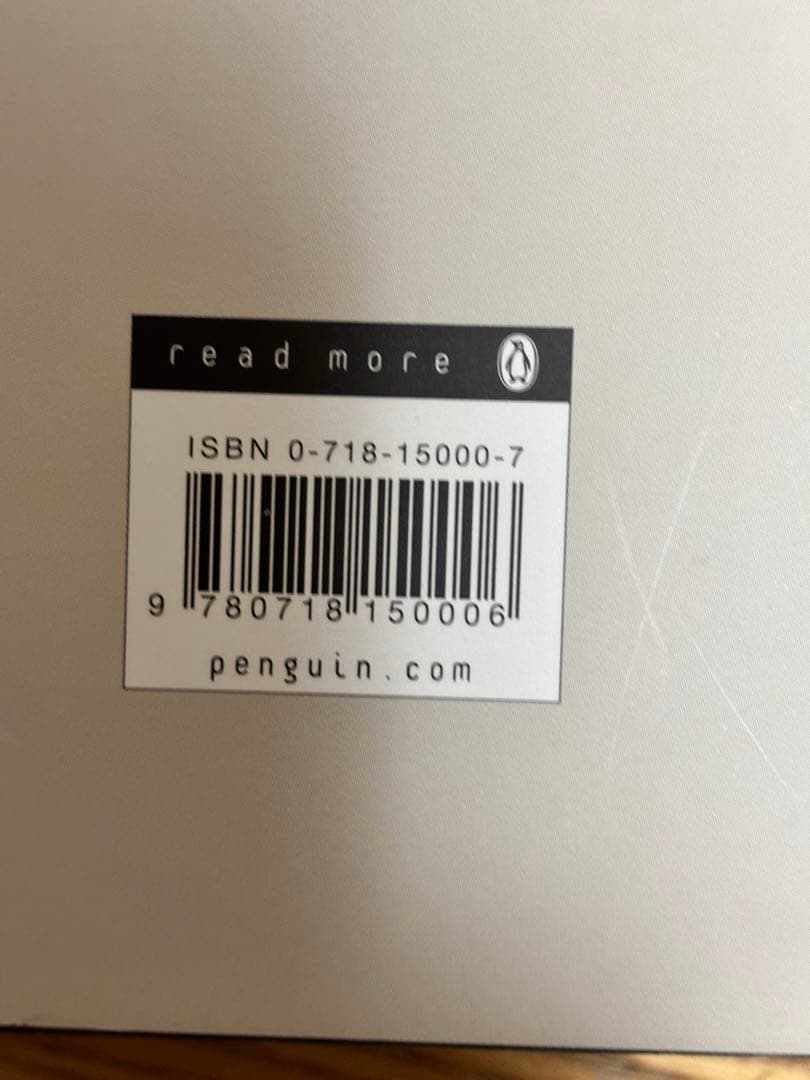 read more
ISBN 0-718-15000-7
9 780718 150006
penguin.com